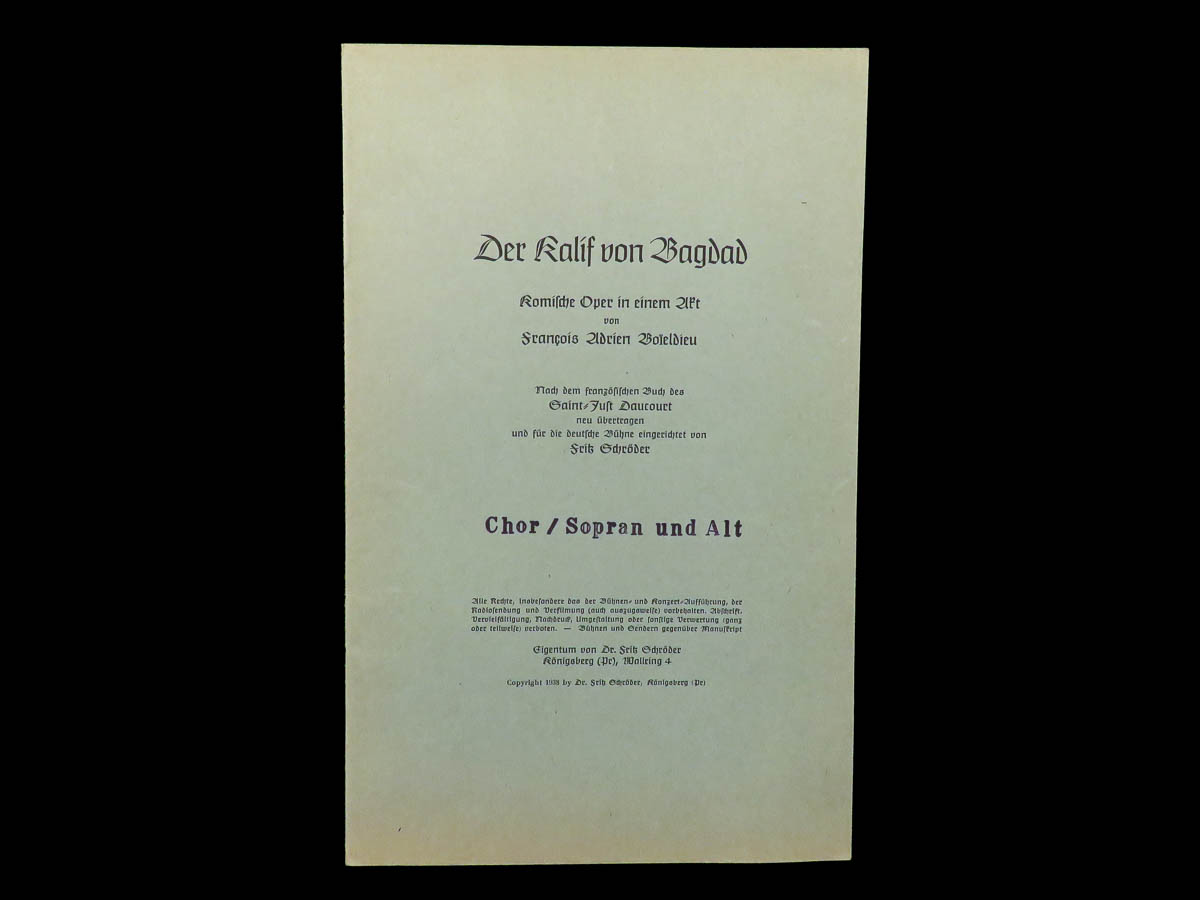 Der Kalif von Bagdad
Komische Oper in einem Akt
von
François Adrien Boïeldieu
Nach dem französischen Buch des
Saint-Just Daucourt
neu übertragen
und für die deutsche Bühne eingerichtet von
Fritz Schröder
Chor / Sopran und Alt
Alle Rechte, insbesondere das der Bühnen- und Konzert-Aufführung, der
Radiosendung und Verfilmung (auch auszugsweise) vorbehalten. Abschrift,
Vervielfältigung, Nachdruck, Umgestaltung oder sonstige Verwertung (ganz
oder teilweise) verboten. — Bühnen und Sendern gegenüber Manuskript
Eigentum von Dr. Fritz Schröder
Königsberg (Pr), Wallring 4
Copyright 1938 by Dr. Fritz Schröder, Königsberg (Pr)